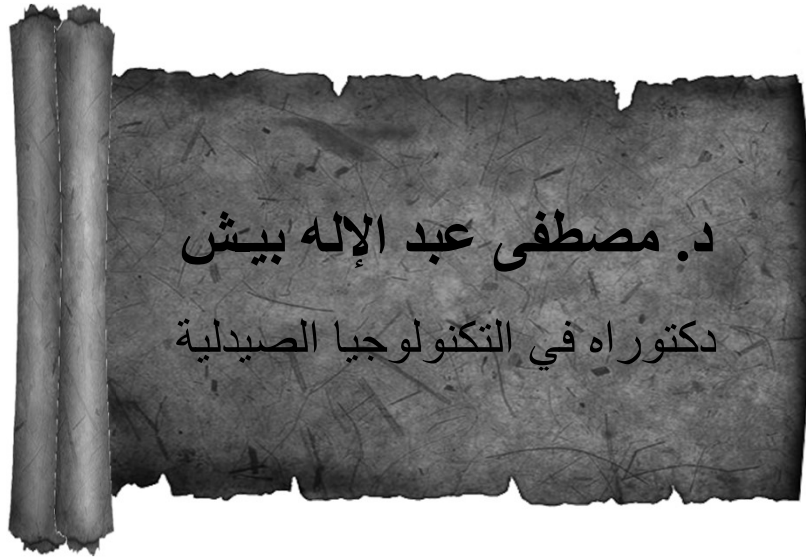 د. مصطفى عبد الإله بيش
دكتوراه في التكنولوجيا الصيدلية